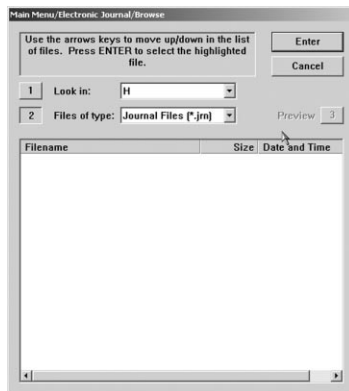 Main Menu/Electronic Journal/Browse
Use the arrows keys to move up/down in the list
of files. Press ENTER to select the highlighted
file.
Enter
Cancel
1 Look in: H
2 Files of type: Journal Files (*.jrn)
Preview 3
Filename Size Date and Time